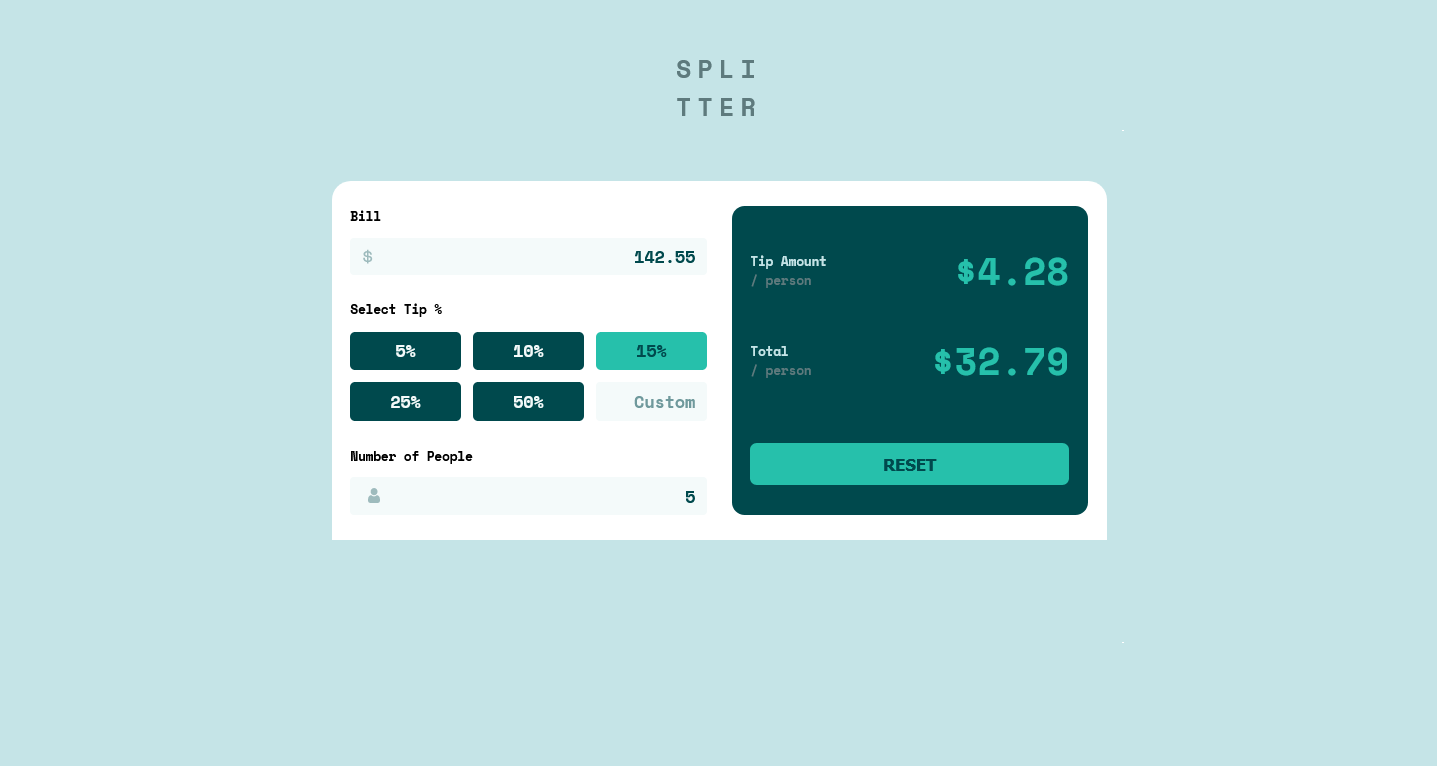 SPLI
TTER
Bill
$ 142.55
Select Tip %
5% 10% 15%
25% 50% Custom
Number of People
5
Tip Amount
/ person
$4.28
Total
/ person
$32.79
RESET